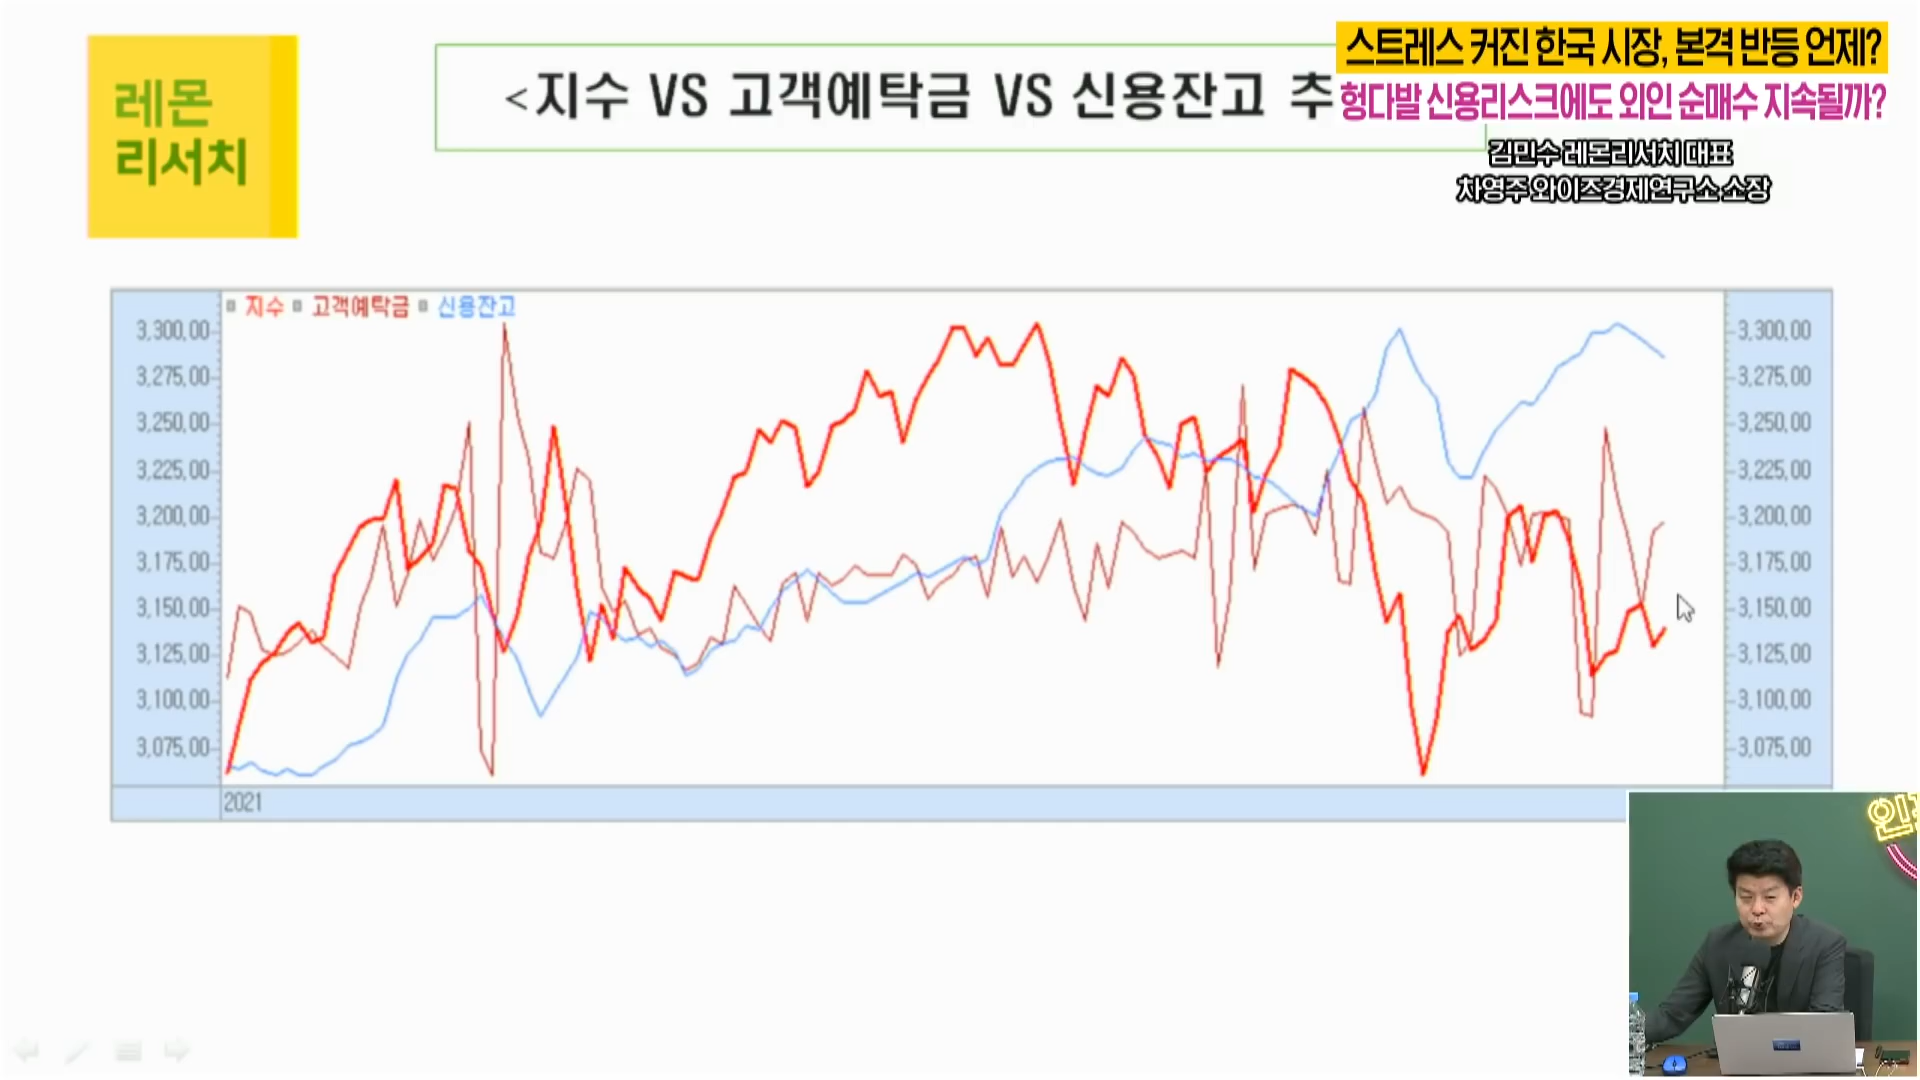 레몬
리서치
<지수 VS 고객예탁금 VS 신용잔고 추
스트레스 커진 한국 시장, 본격 반등 언제?
헝다발 신용리스크에도 외인 순매수 지속될까?
김민수 레몬리서치 대표
차영주 와이즈경제연구소 소장
지수 고객예탁금 신용잔고
3,300,00 3,300,00
3,275,00 3,275,00
3,250,00 3,250,00
3,225,00 3,225,00
3,200,00 3,200,00
3,175,00 3,175,00
3,150,00 3,150,00
3,125,00 3,125,00
3,100,00 3,100,00
3,075,00 3,075,00
2021